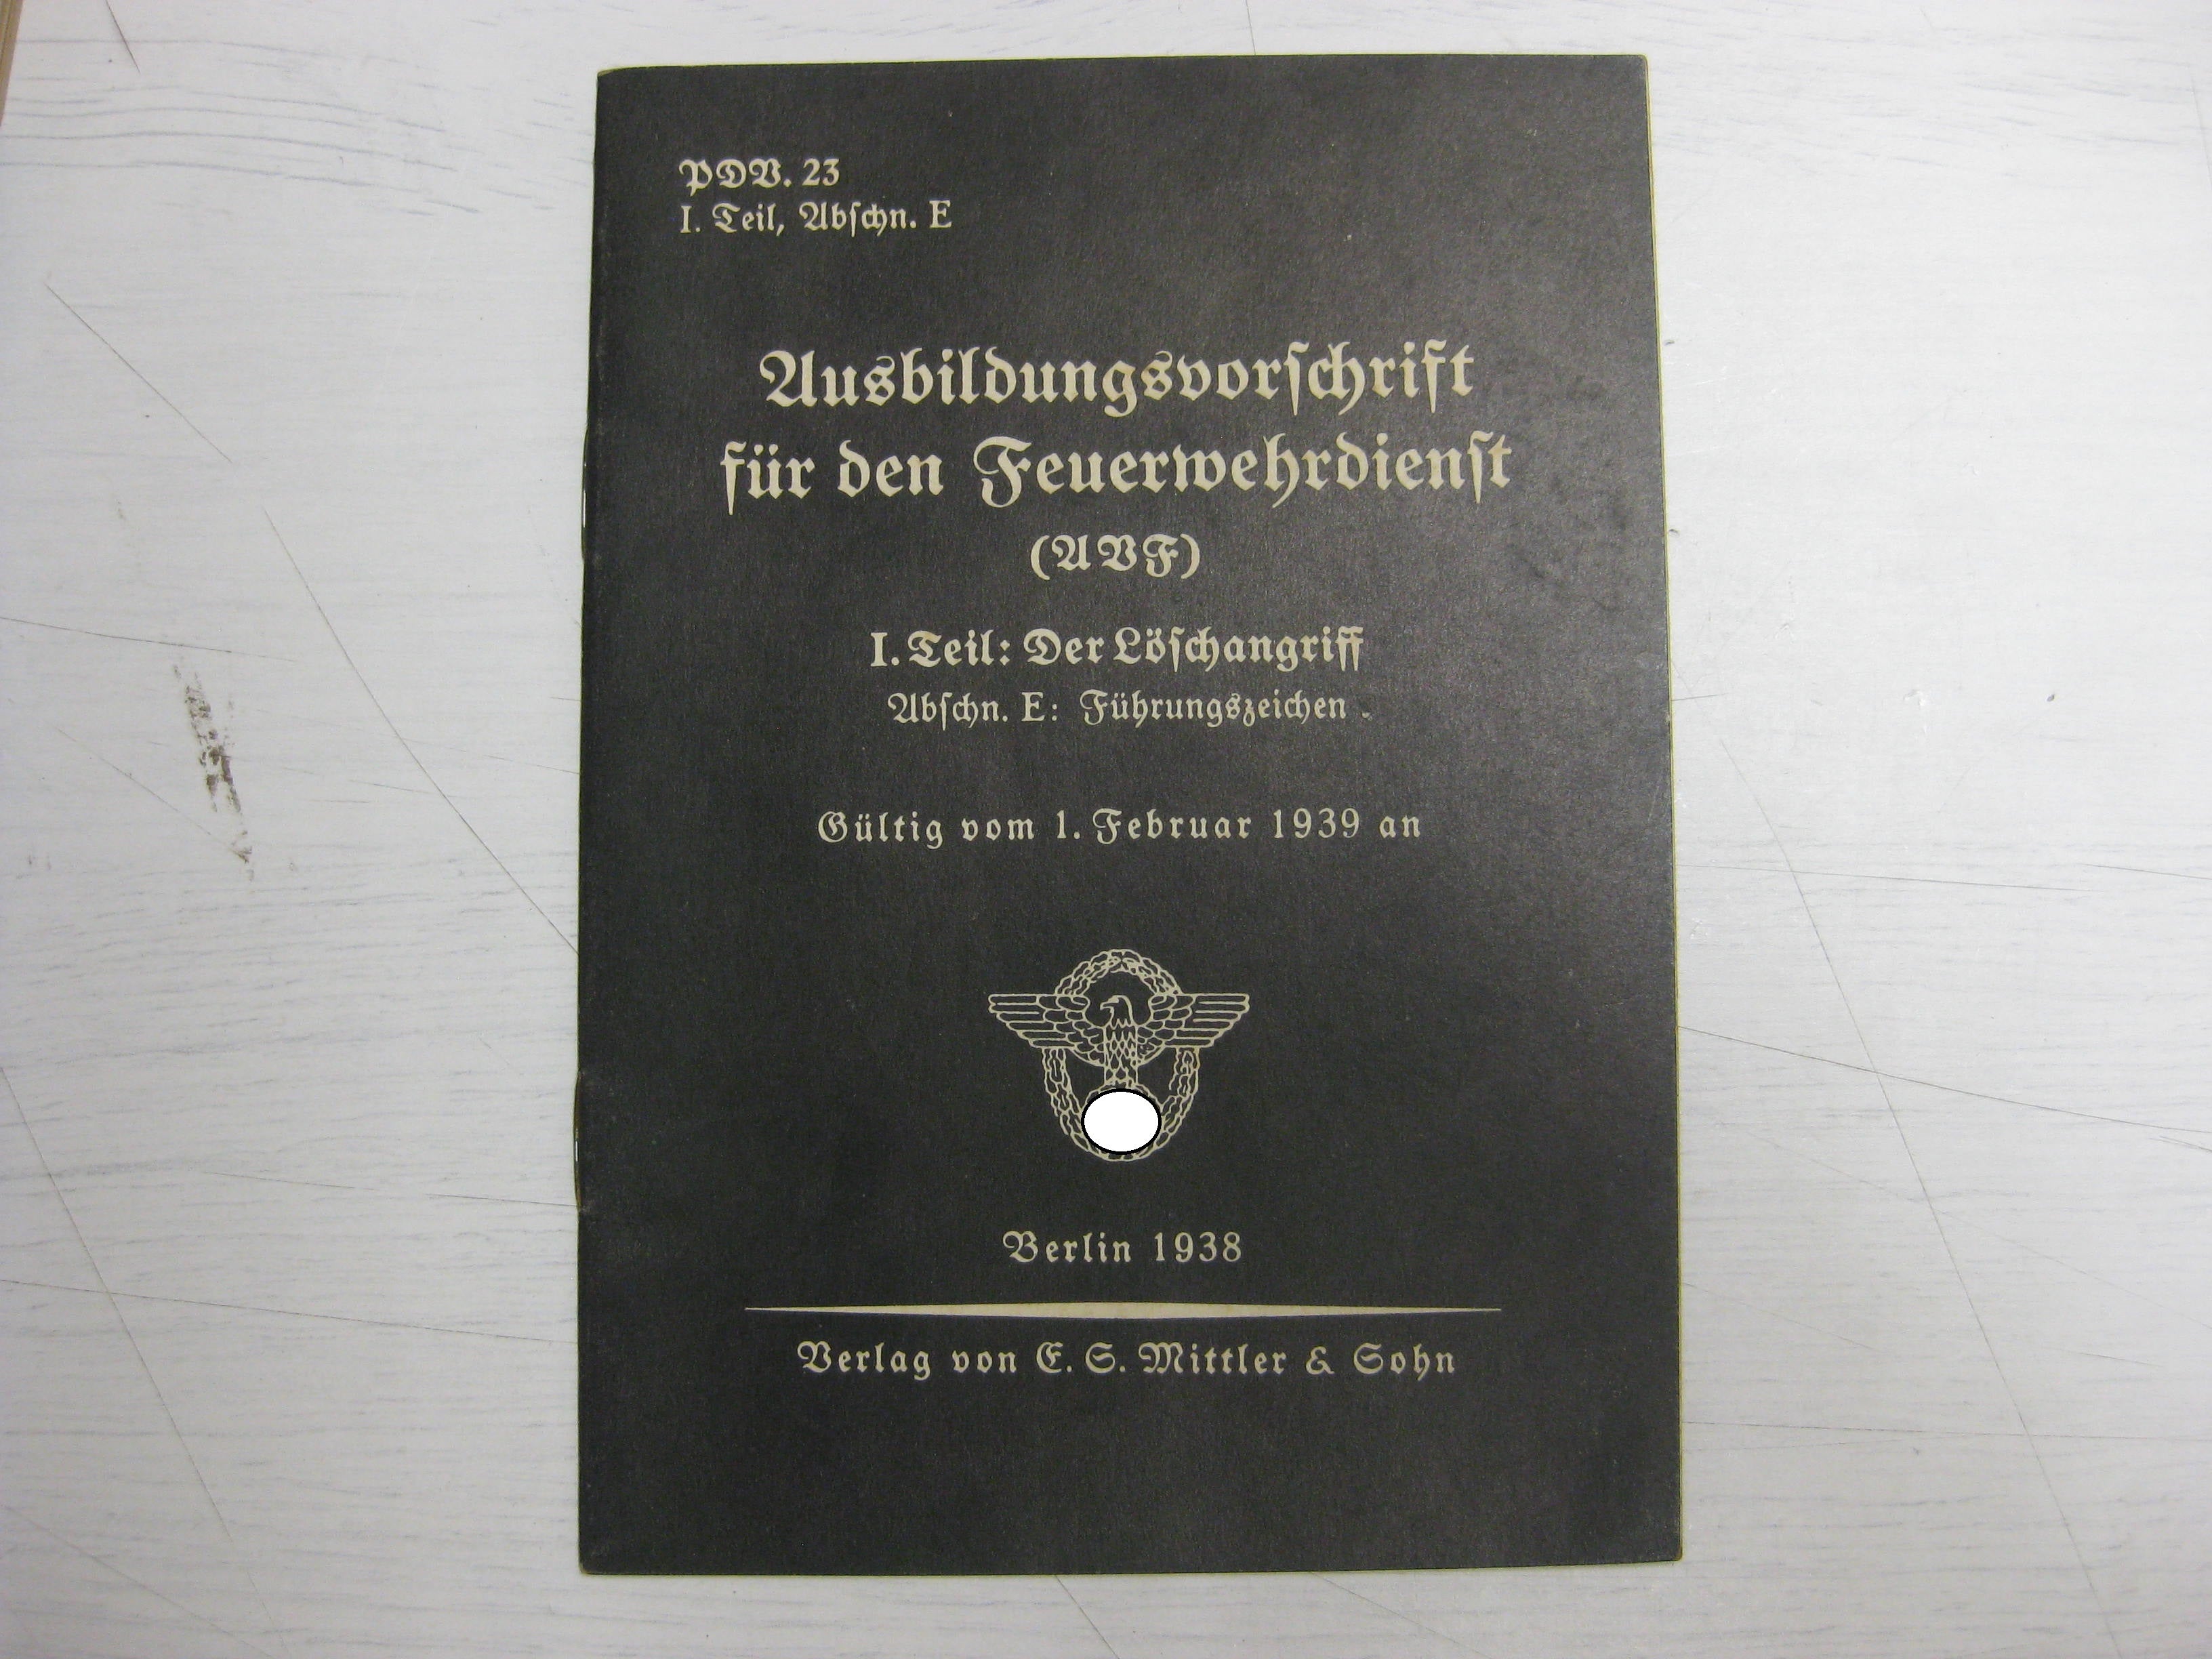 PDV. 23
I. Teil, Abschn. E
Ausbildungsvorschrift
für den Feuerwehrdienst
(AVF)
I. Teil: Der Löschangriff
Abschn. E: Führungszeichen
Gültig vom 1. Februar 1939 an
Berlin 1938
Verlag von E. S. Mittler & Sohn